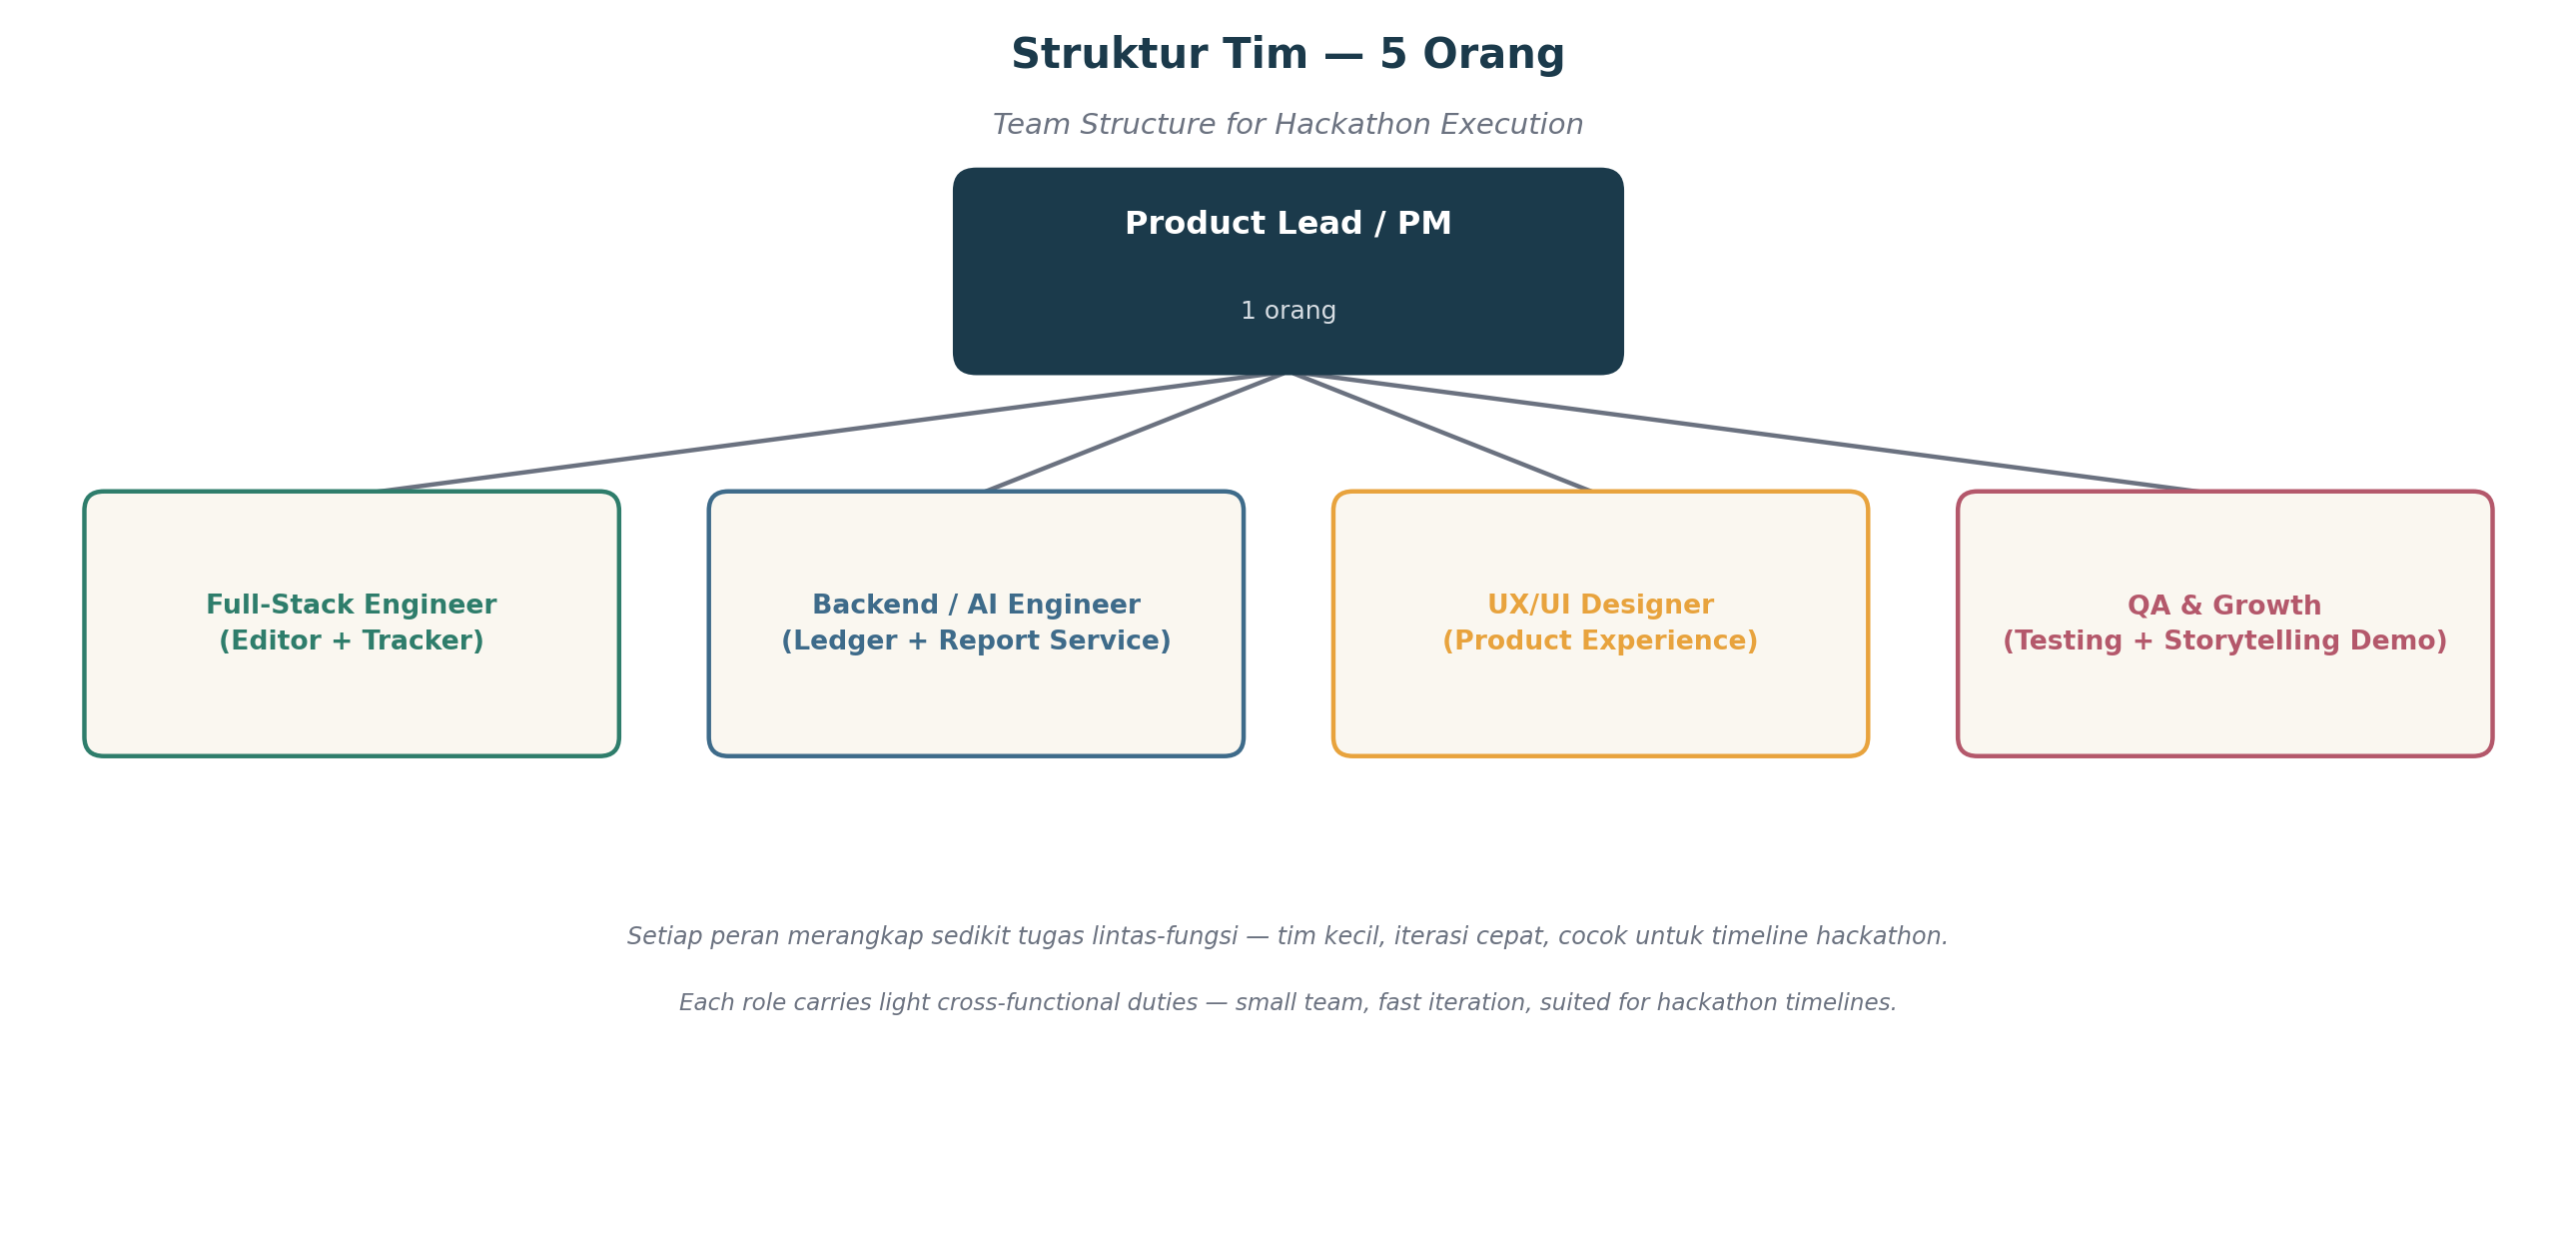 Struktur Tim — 5 Orang
Team Structure for Hackathon Execution
Product Lead / PM
1 orang
Full-Stack Engineer
(Editor + Tracker)
Backend / AI Engineer
(Ledger + Report Service)
UX/UI Designer
(Product Experience)
QA & Growth
(Testing + Storytelling Demo)
Setiap peran merangkap sedikit tugas lintas-fungsi — tim kecil, iterasi cepat, cocok untuk timeline hackathon.
Each role carries light cross-functional duties — small team, fast iteration, suited for hackathon timelines.